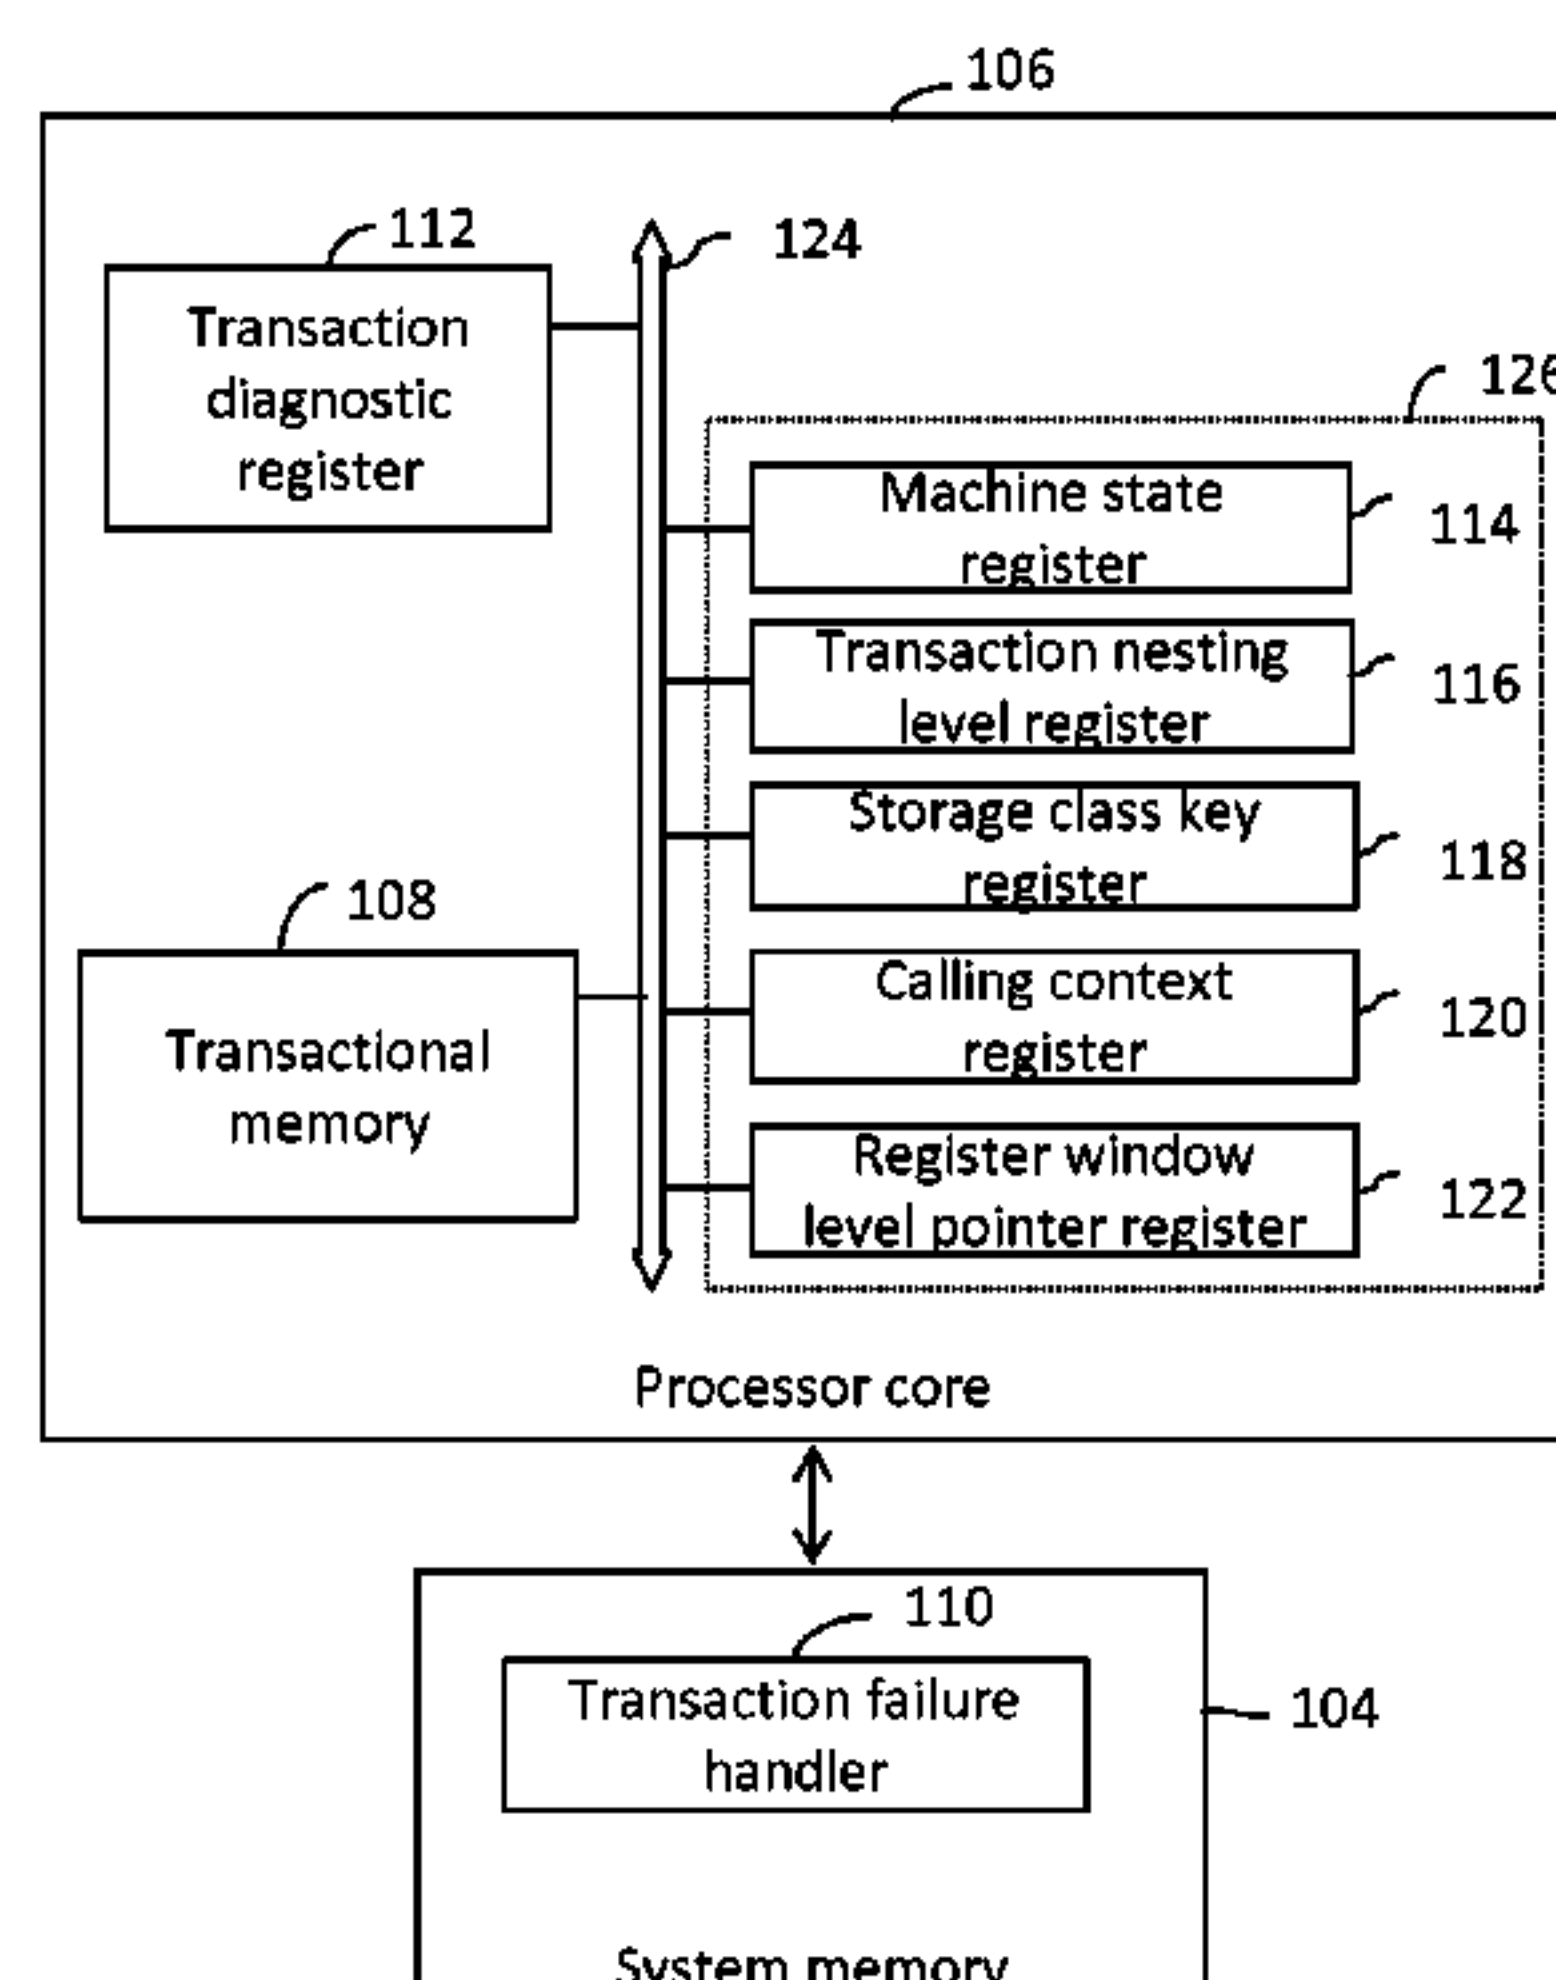 106
112
124
Transaction
diagnostic
register
126
Machine state
register
114
Transaction nesting
level register
116
Storage class key
register
118
108
Calling context
register
120
Transactional
memory
Register window
level pointer register
122
Processor core
110
Transaction failure
handler
104
System memory